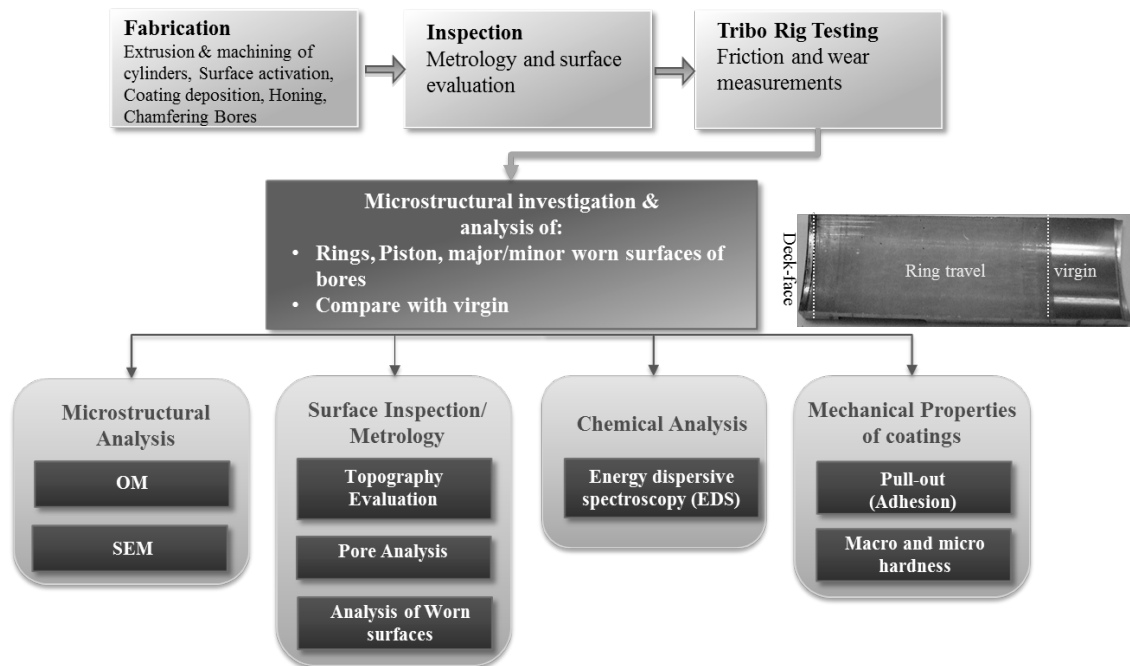 Fabrication
Extrusion & machining of
cylinders, Surface activation,
Coating deposition, Honing,
Chamfering Bores
Inspection
Metrology and surface
evaluation
Tribo Rig Testing
Friction and wear
measurements
Microstructural investigation &
analysis of:
• Rings, Piston, major/minor worn surfaces of
bores
• Compare with virgin
Deck-face
Ring travel
virgin
Microstructural
Analysis
OM
SEM
Surface Inspection/
Metrology
Topography
Evaluation
Pore Analysis
Analysis of Worn
surfaces
Chemical Analysis
Energy dispersive
spectroscopy (EDS)
Mechanical Properties
of coatings
Pull-out
(Adhesion)
Macro and micro
hardness